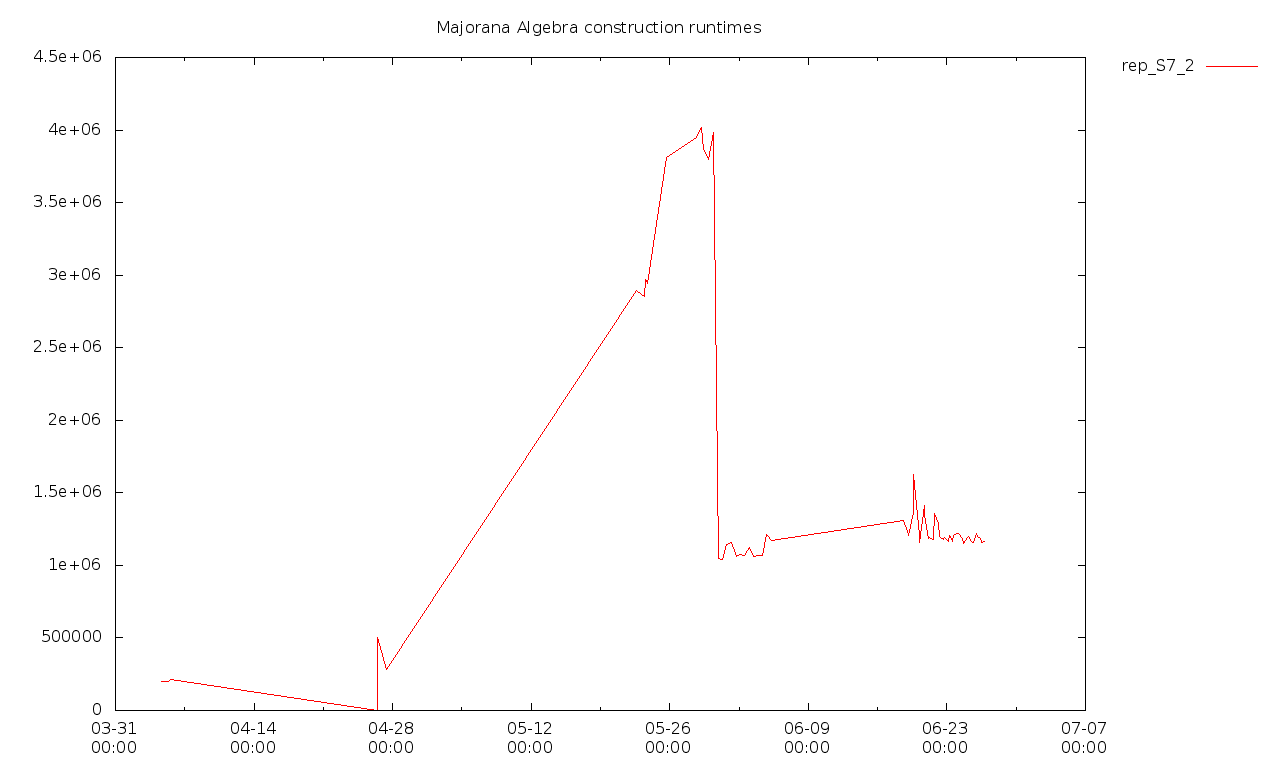 Majorana Algebra construction runtimes
rep_S7_2
4.5e+06
4e+06
3.5e+06
3e+06
2.5e+06
2e+06
1.5e+06
1e+06
500000
0
03-31 04-14 04-28 05-12 05-26 06-09 06-23 07-07
00:00 00:00 00:00 00:00 00:00 00:00 00:00 00:00